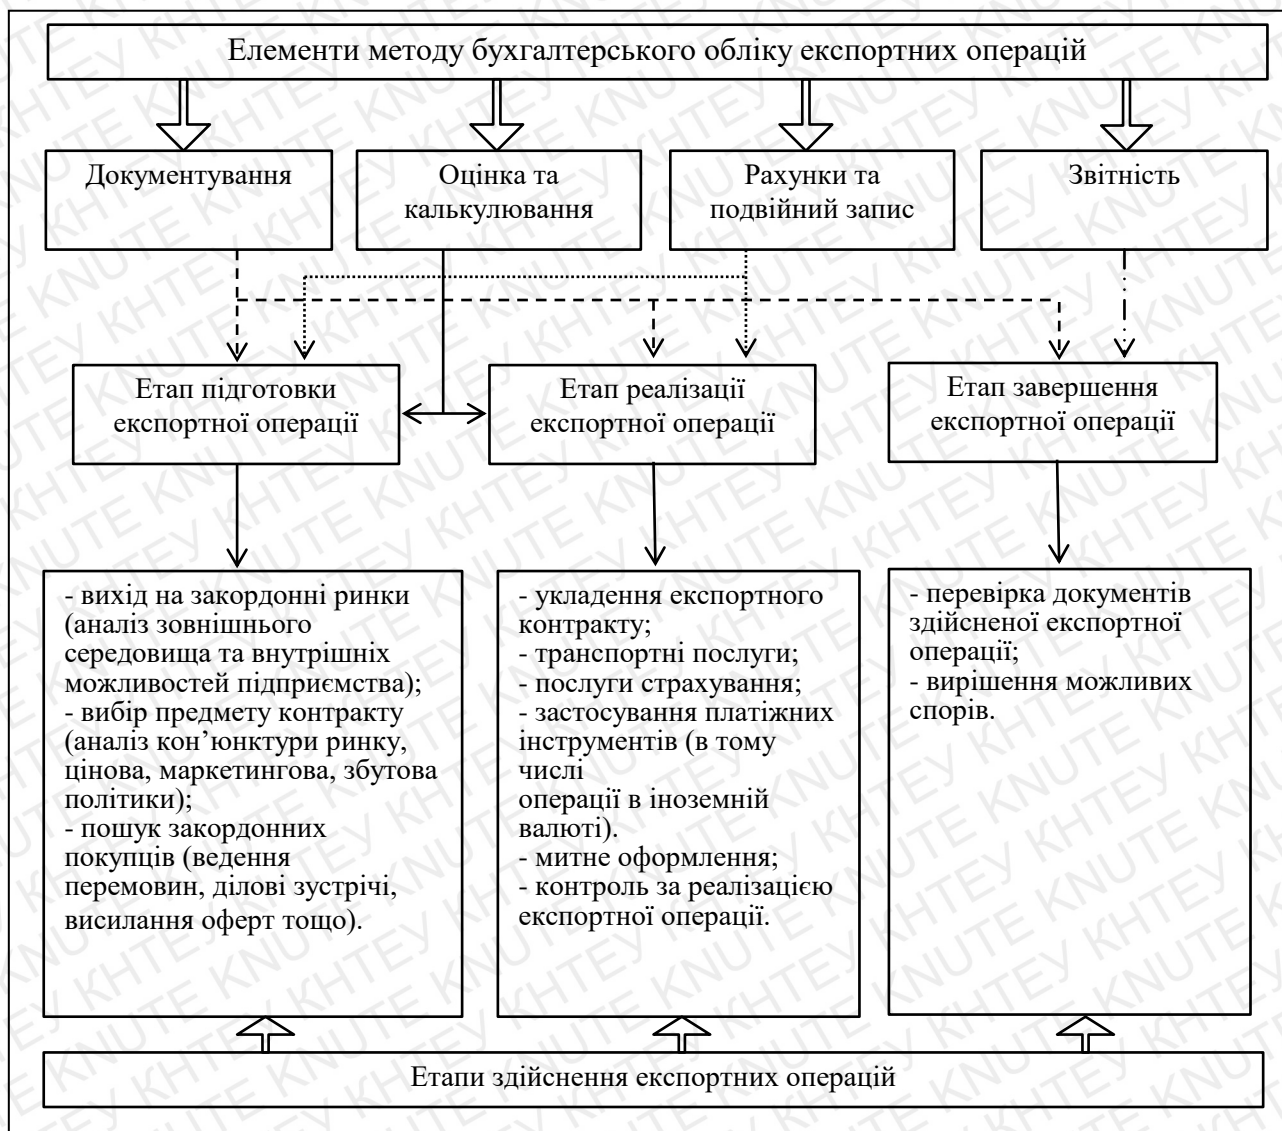 Елементи методу бухгалтерського обліку експортних операцій
Документування
Оцінка та
калькулювання
Рахунки та
подвійний запис
Звітність
Етап підготовки
експортної операції
Етап реалізації
експортної операції
Етап завершення
експортної операції
- вихід на закордонні ринки
(аналіз зовнішнього
середовища та внутрішніх
можливостей підприємства);
- вибір предмету контракту
(аналіз кон’юнктури ринку,
цінова, маркетингова, збутова
політики);
- пошук закордонних
покупців (ведення
перемовин, ділові зустрічі,
висилання оферт тощо).
- укладення експортного
контракту;
- транспортні послуги;
- послуги страхування;
- застосування платіжних
інструментів (в тому
числі
операції в іноземній
валюті).
- митне оформлення;
- контроль за реалізацією
експортної операції.
- перевірка документів
здійсненої експортної
операції;
- вирішення можливих
спорів.
Етапи здійснення експортних операцій